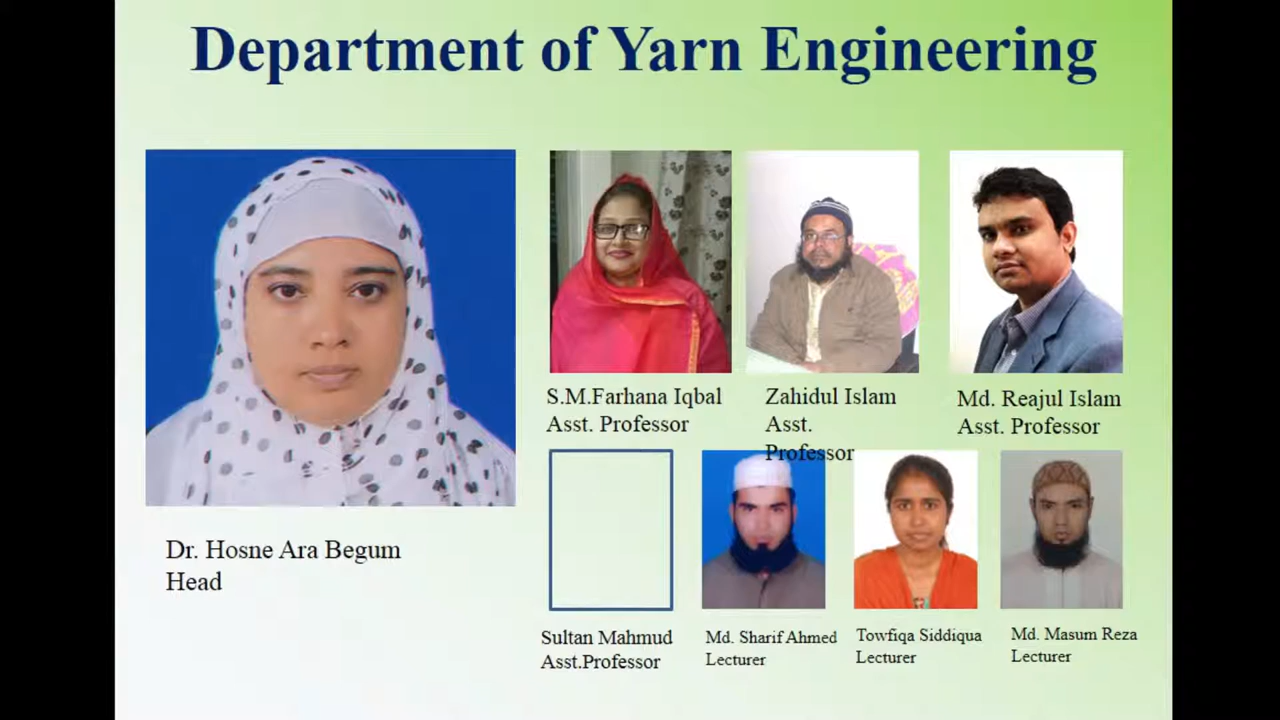 Department of Yarn Engineering
S.M.Farhana Iqbal
Asst. Professor
Zahidul Islam
Asst.
Professor
Md. Reajul Islam
Asst. Professor
Dr. Hosne Ara Begum
Head
Sultan Mahmud
Asst.Professor
Md. Sharif Ahmed
Lecturer
Towfiqa Siddiqua
Lecturer
Md. Masum Reza
Lecturer